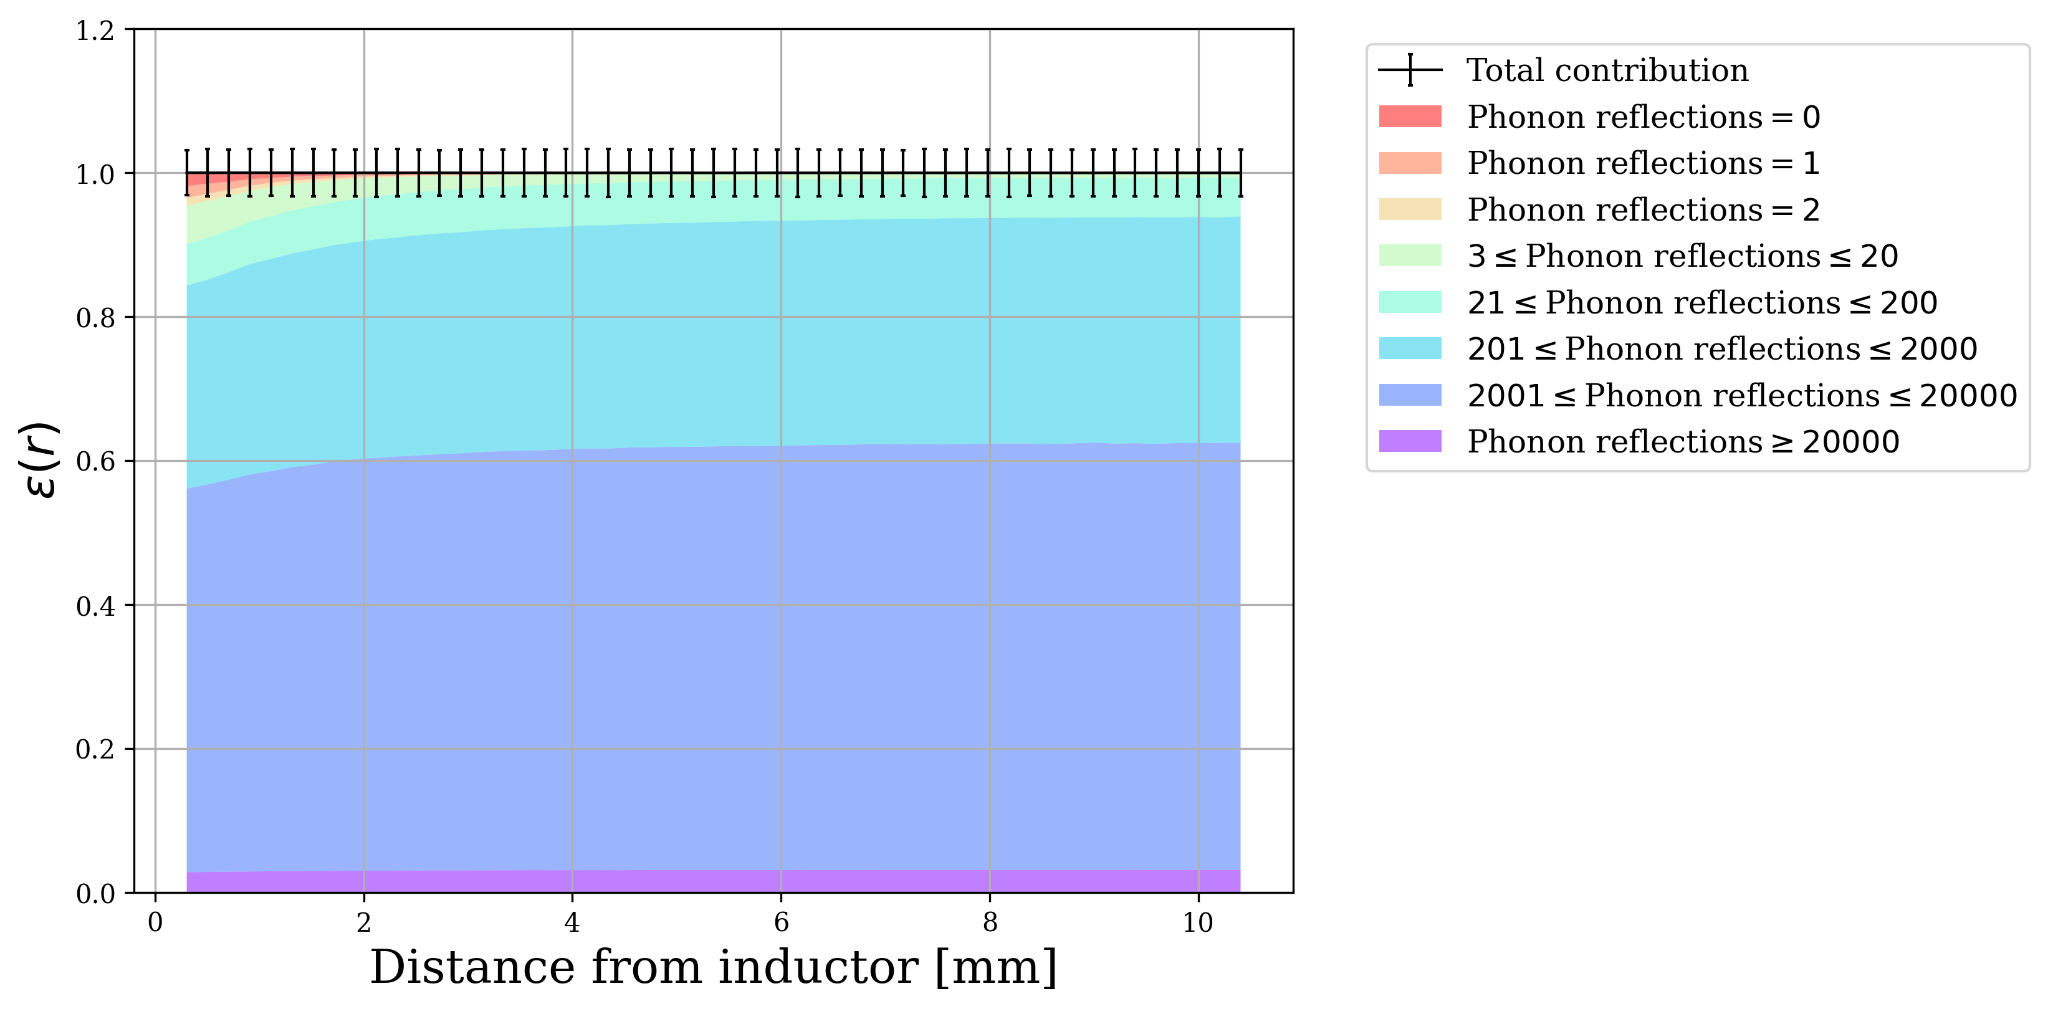 1.2
1.0
0.8
0.6
0.4
0.2
0.0
0 2 4 6 8 10
ε(r)
Distance from inductor [mm]
Total contribution
Phonon reflections = 0
Phonon reflections = 1
Phonon reflections = 2
3 ≤ Phonon reflections ≤ 20
21 ≤ Phonon reflections ≤ 200
201 ≤ Phonon reflections ≤ 2000
2001 ≤ Phonon reflections ≤ 20000
Phonon reflections ≥ 20000